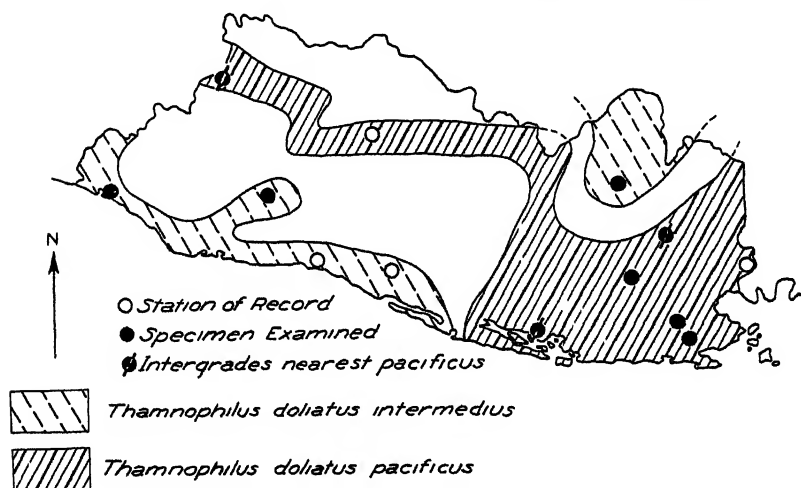 N
Station of Record
Specimen Examined
Intergrades nearest pacificus
Thamnophilus doliatus intermedius
Thamnophilus doliatus pacificus